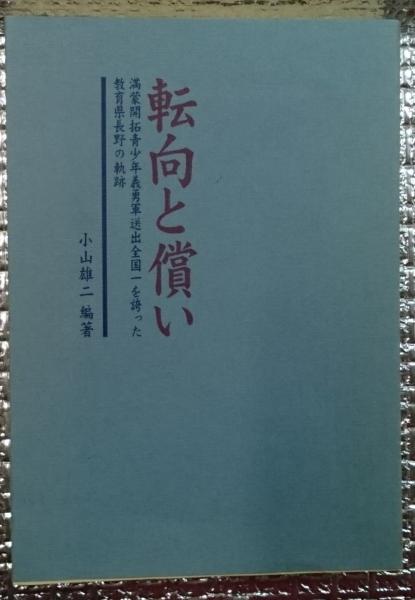 転向と償い
満蒙開拓青少年義勇軍送出全国一を誇った
教育県長野の軌跡
小山雄二 編著